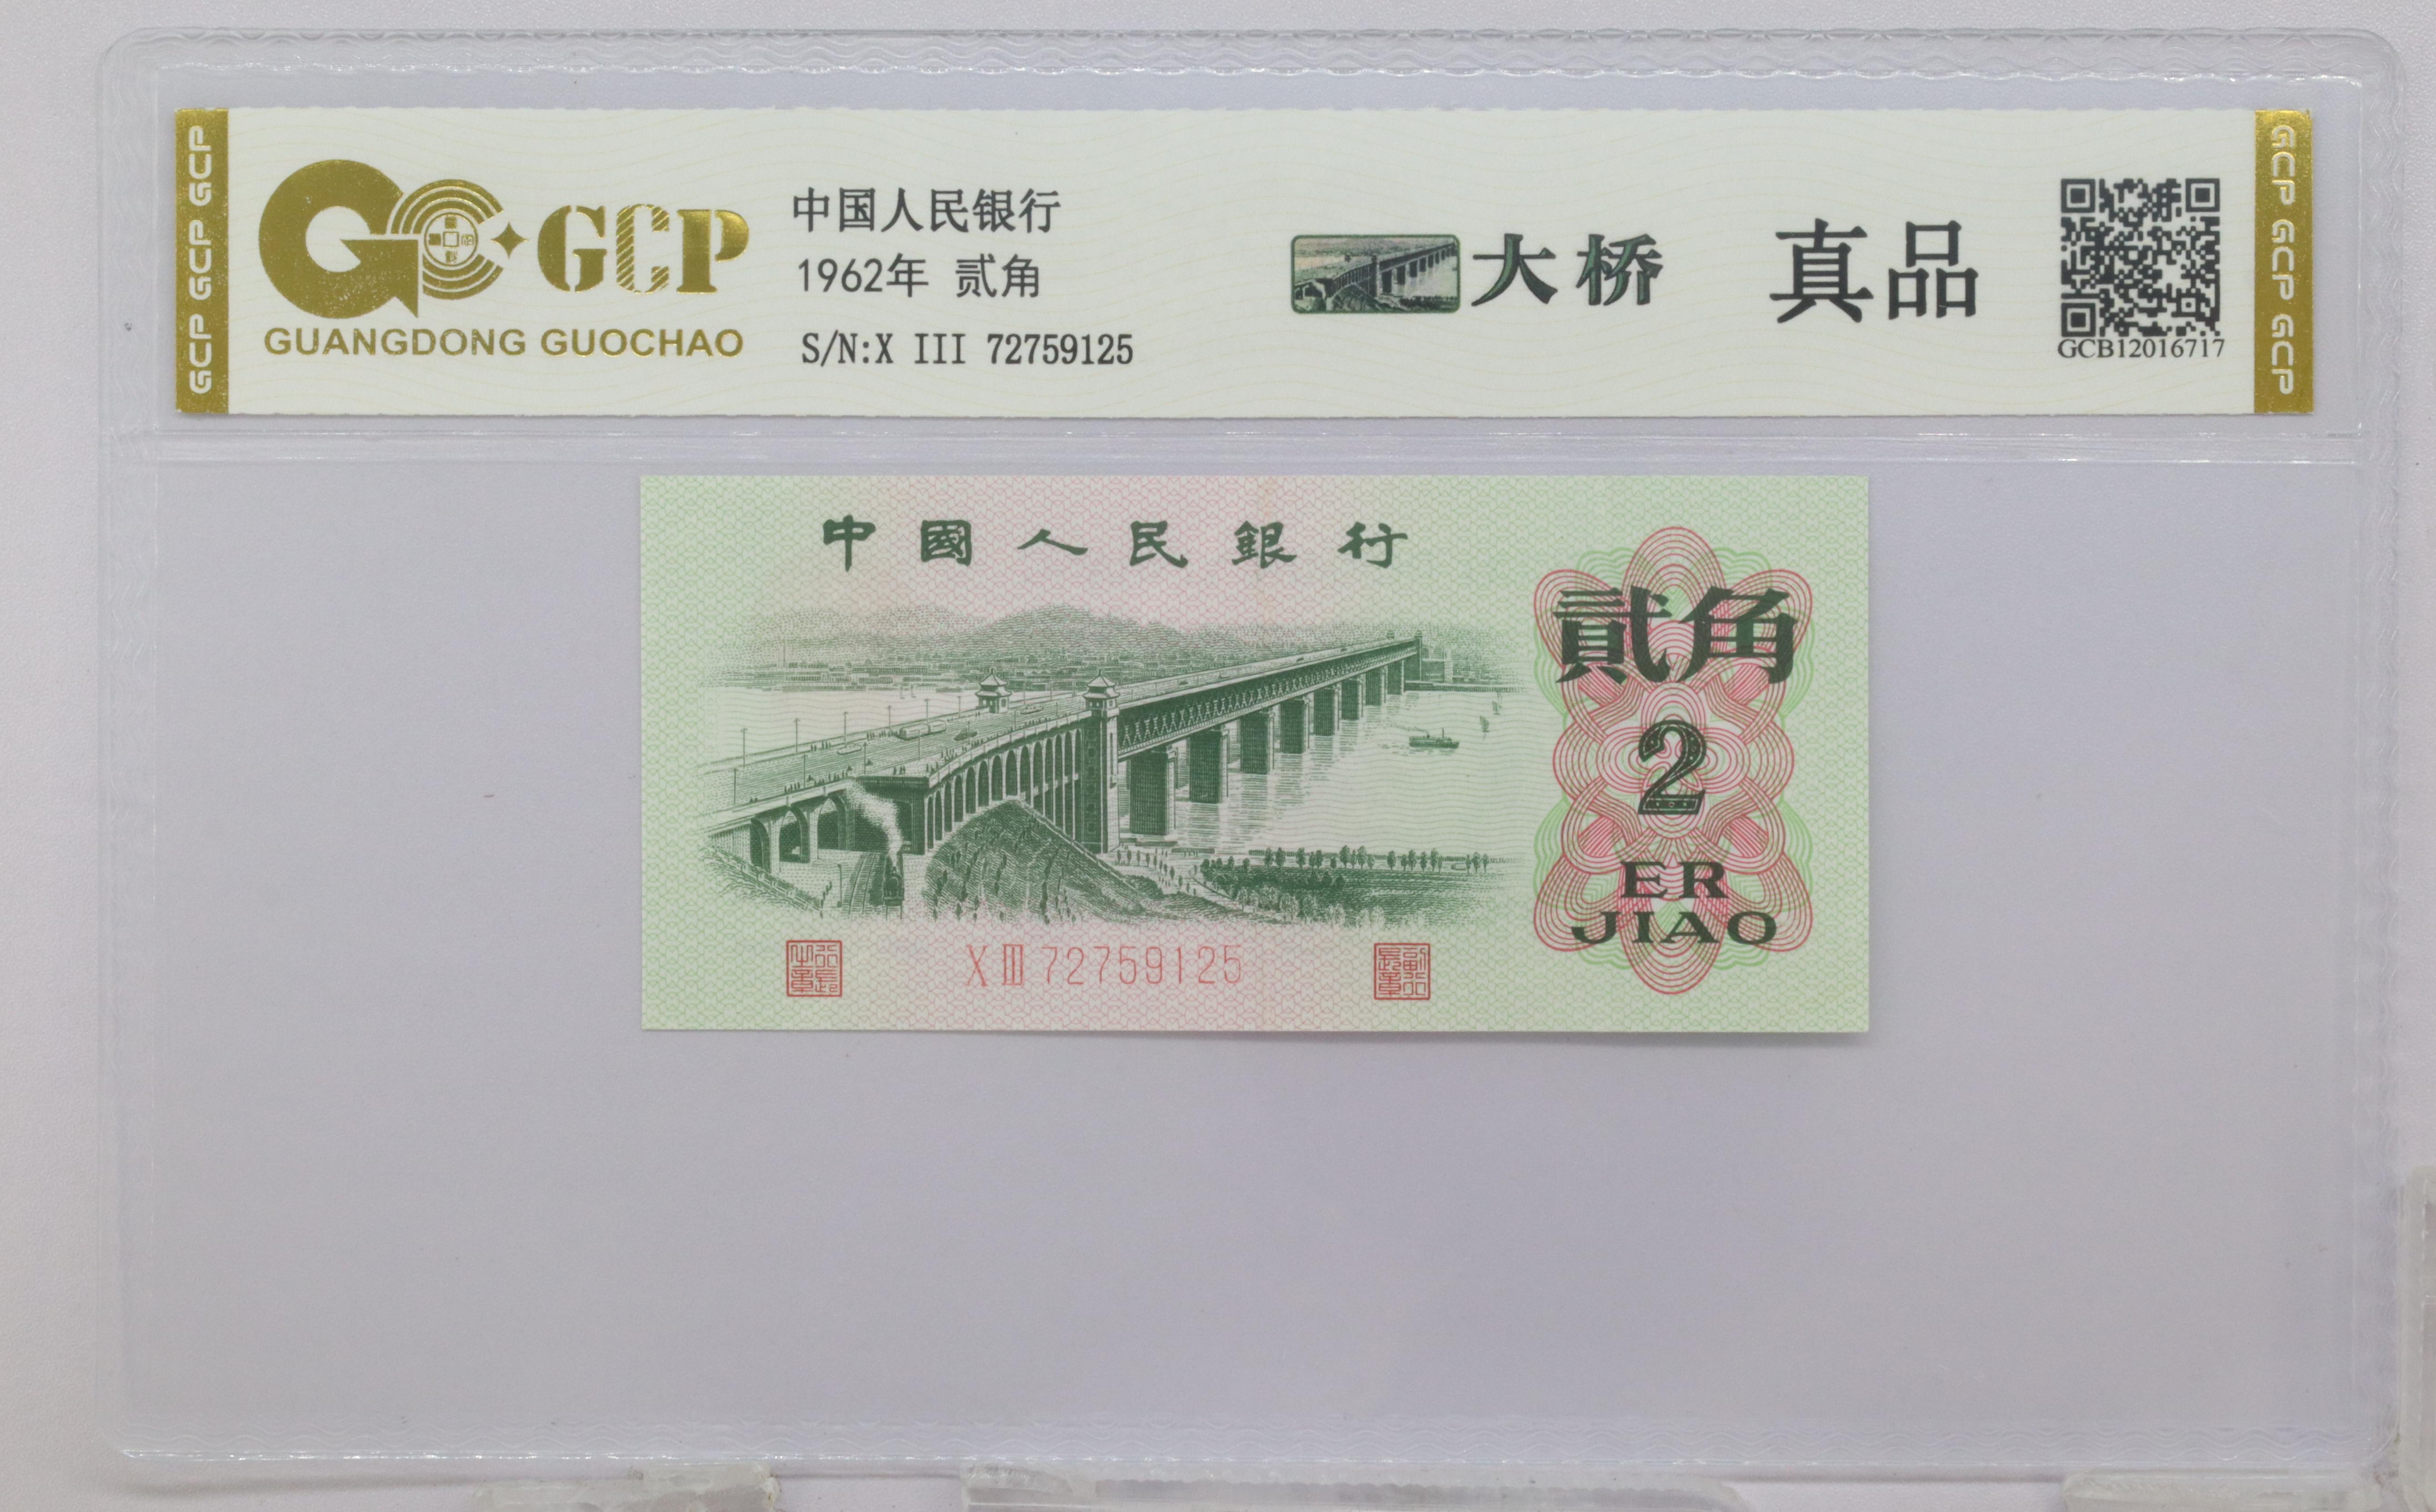 GCP GCP GCP
GCP
GUANGDONG GUOCHAO
中国人民银行
1962年 贰角
S/N:X III 72759125
大桥
真品
GCB12016717
GCP GCP GCP
中國人民銀行
貳角
2
ER
JIAO
X III 72759125